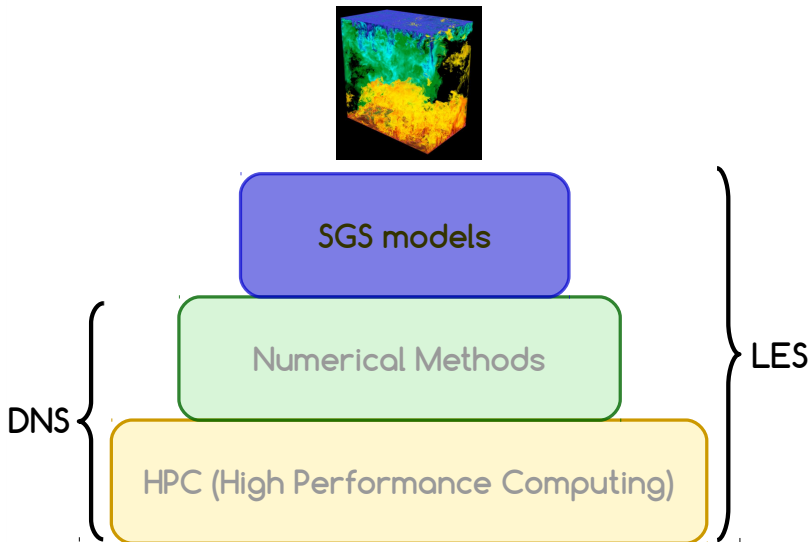 SGS models
Numerical Methods
LES
DNS
HPC (High Performance Computing)